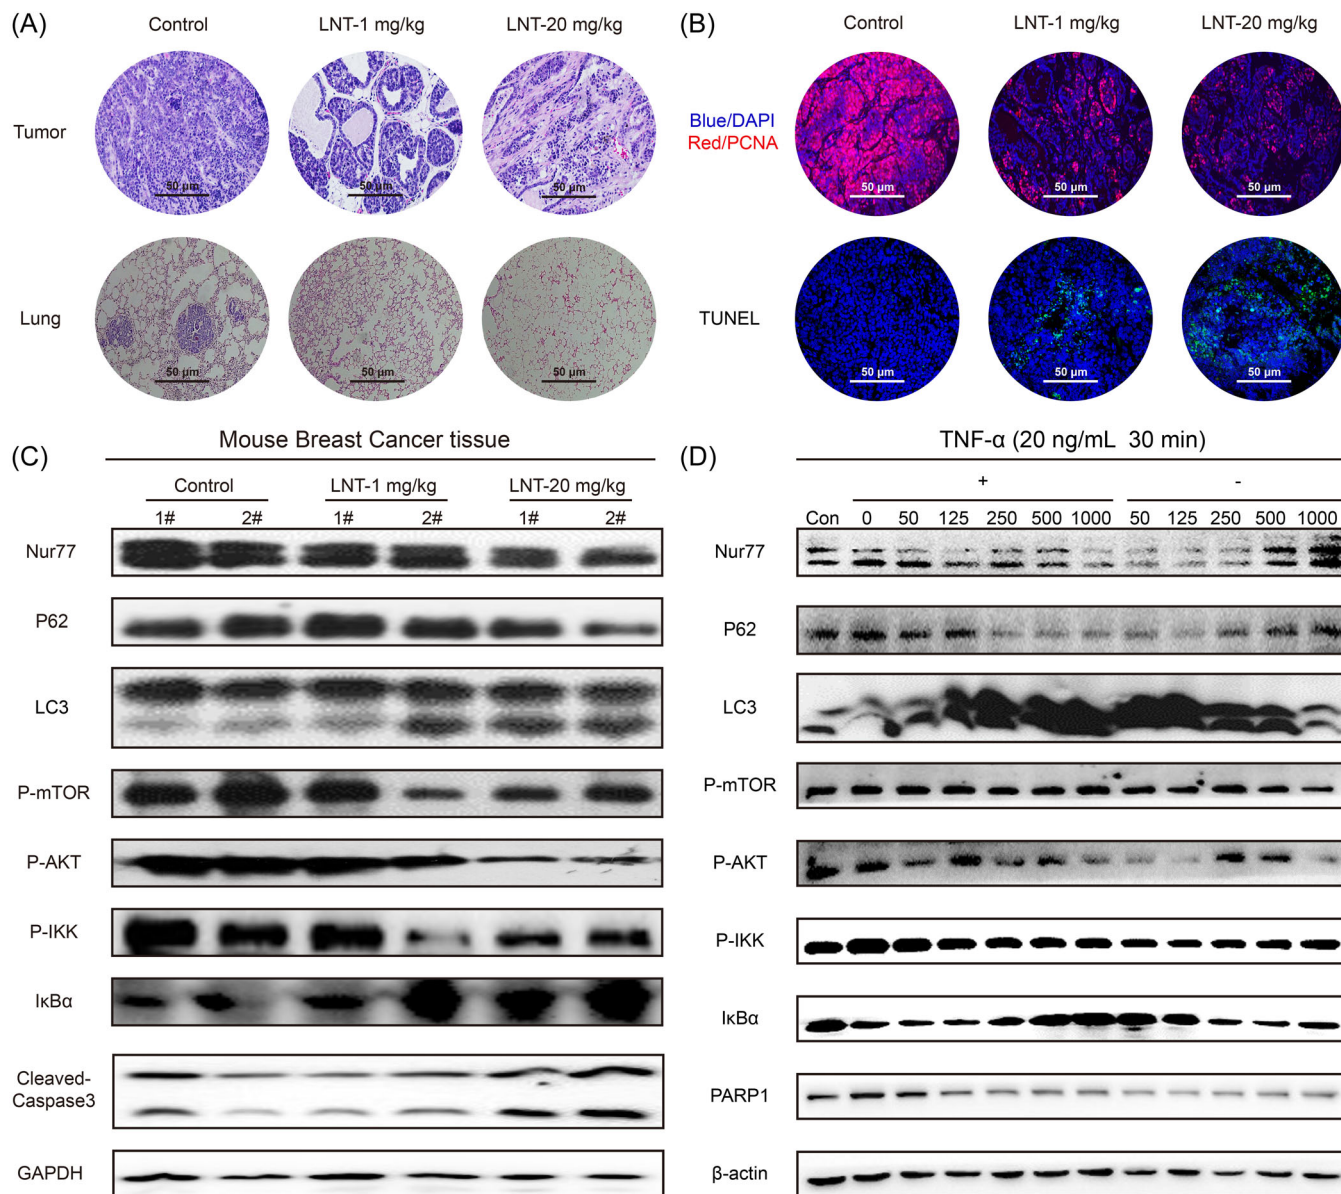 (A)
Control LNT-1 mg/kg LNT-20 mg/kg
Tumor
50 μm 50 μm 50 μm
Lung
50 μm 50 μm 50 μm
(B)
Control LNT-1 mg/kg LNT-20 mg/kg
Blue/DAPI
Red/PCNA
50 μm 50 μm 50 μm
TUNEL
50 μm 50 μm 50 μm
(C)
Mouse Breast Cancer tissue
Control LNT-1 mg/kg LNT-20 mg/kg
1# 2# 1# 2# 1# 2#
Nur77
P62
LC3
P-mTOR
P-AKT
P-IKK
IκBα
Cleaved-
Caspase3
GAPDH
(D)
TNF-α (20 ng/mL 30 min)
+ -
Con 0 50 125 250 500 1000 50 125 250 500 1000
Nur77
P62
LC3
P-mTOR
P-AKT
P-IKK
IκBα
PARP1
β-actin